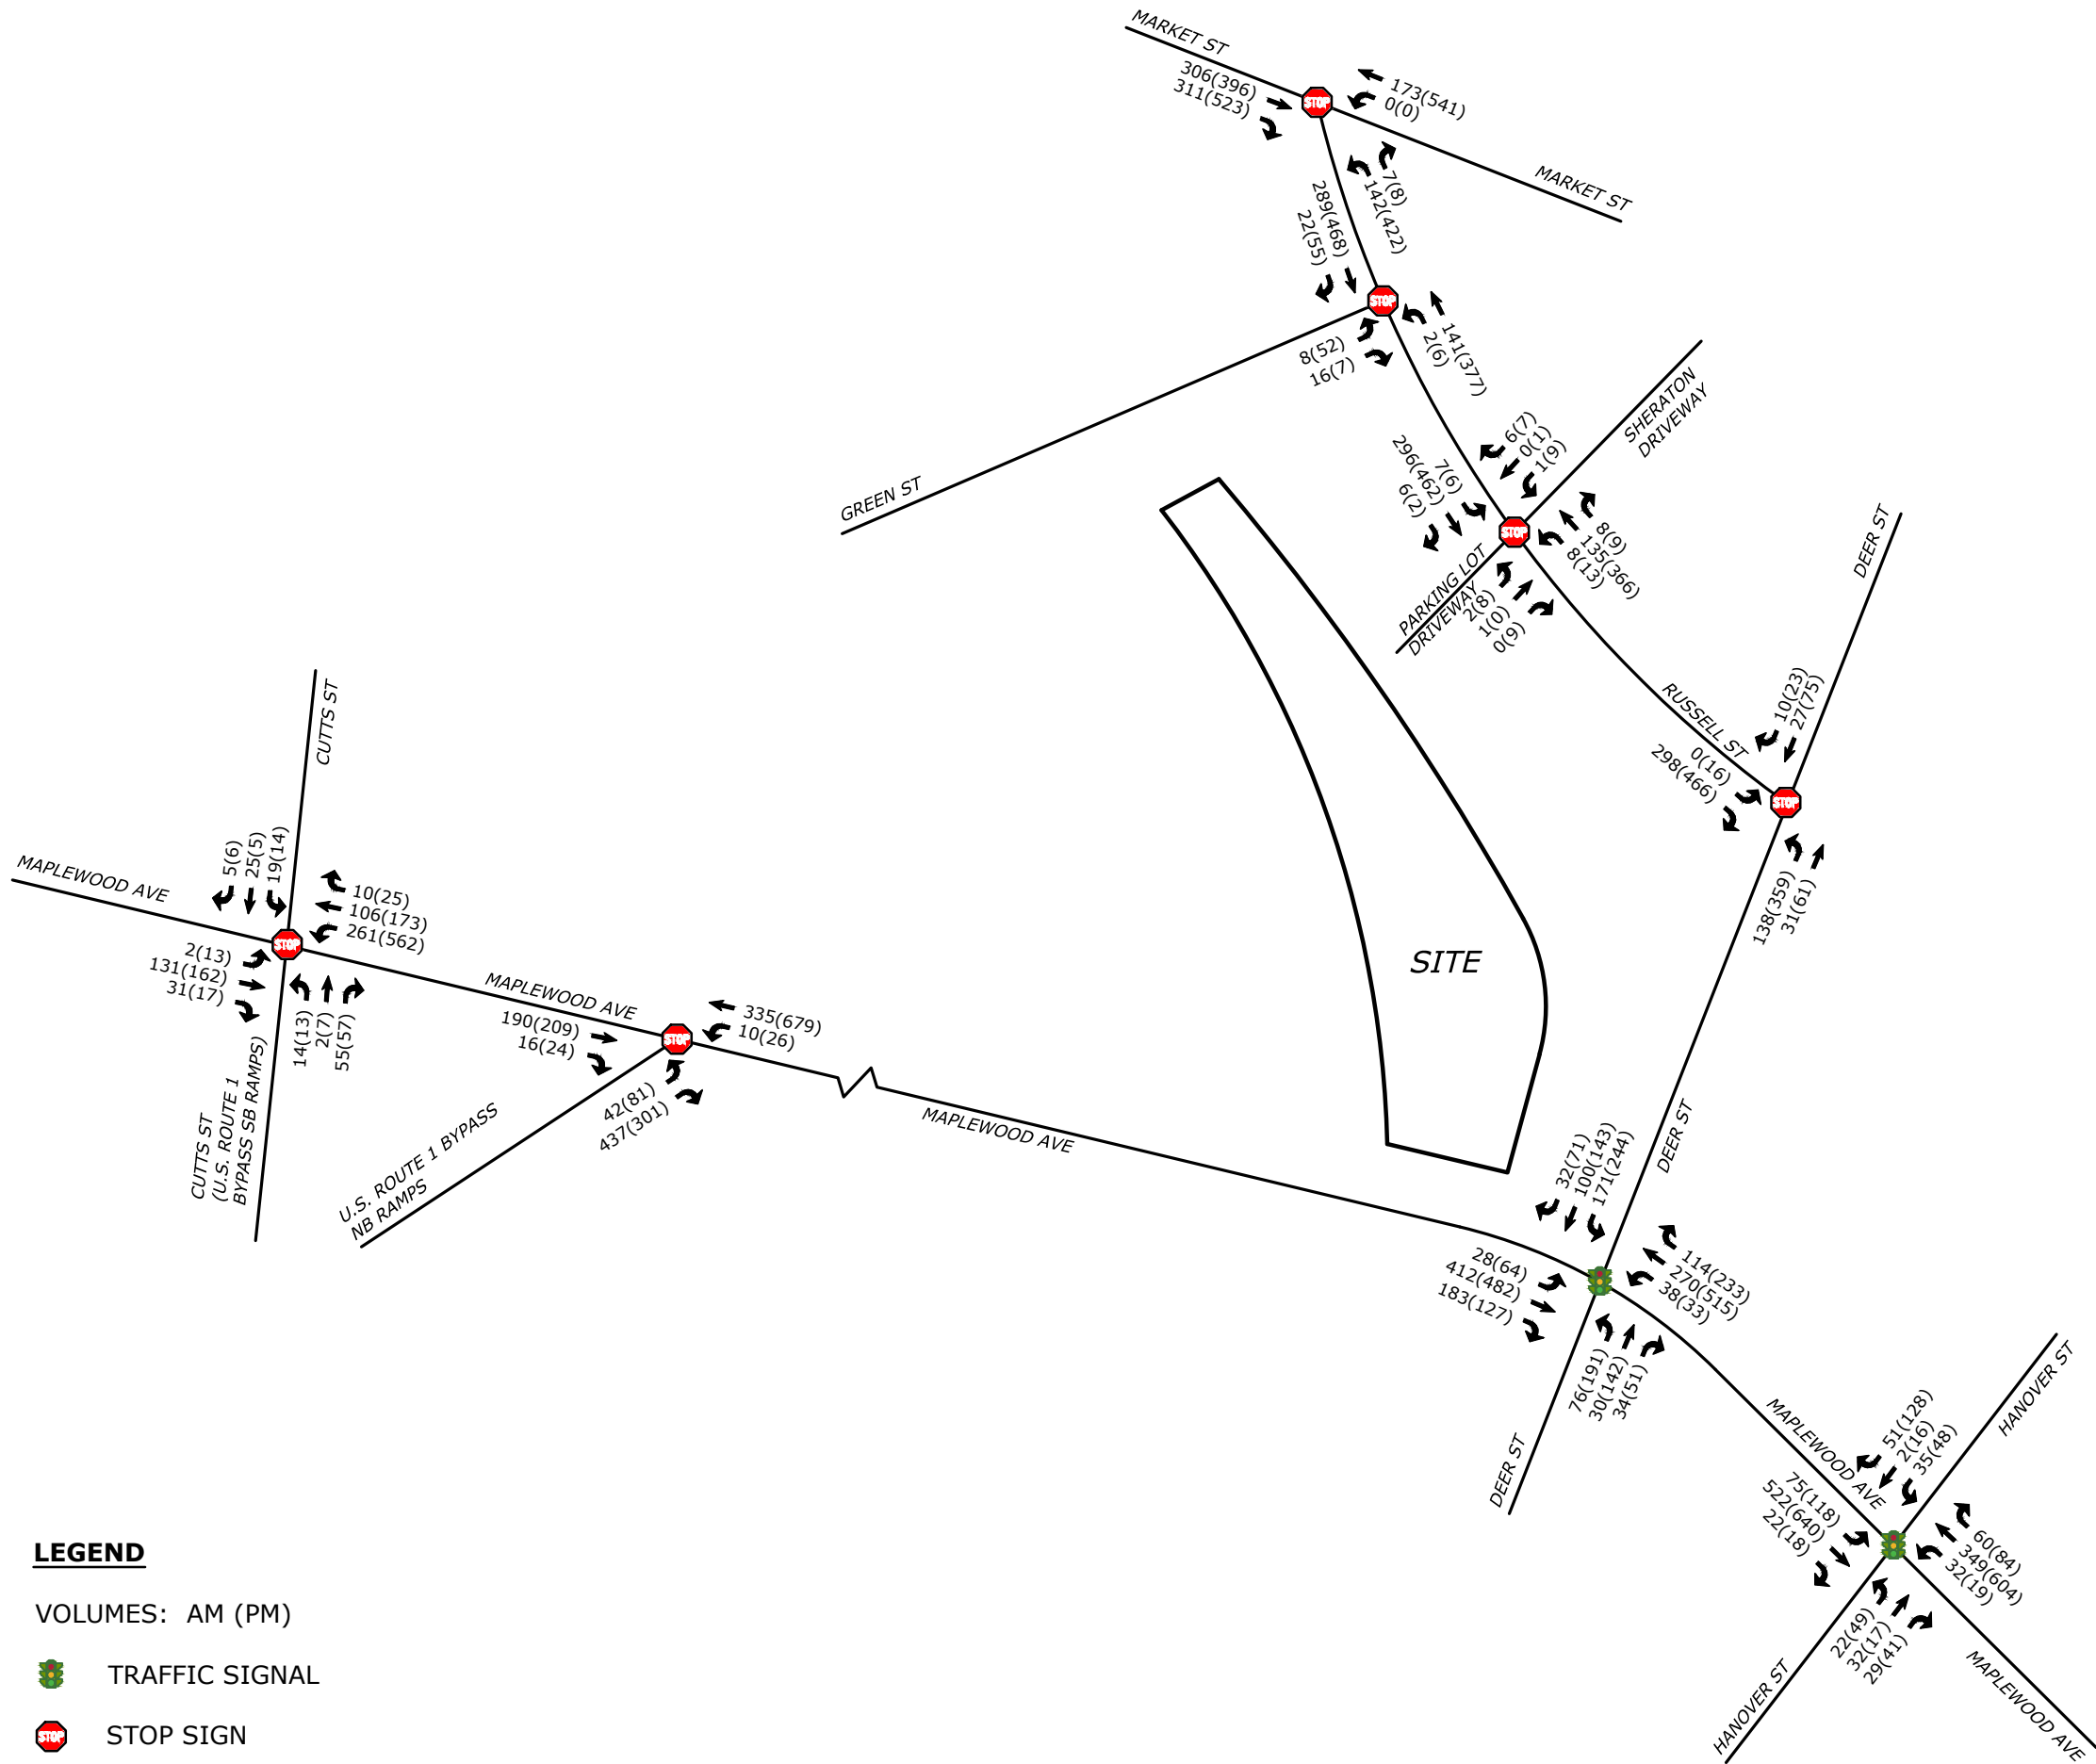 MARKET ST
306(396)
311(523)
173(541)
0(0)
STOP
MARKET ST
7(8)
142(422)
289(468)
22(55)
STOP
141(377)
2(6)
8(52)
16(7)
GREEN ST
SHERATON
DRIVEWAY
6(7)
0(1)
1(9)
7(6)
296(462)
6(2)
STOP
8(9)
135(366)
8(13)
PARKING LOT
DRIVEWAY
2(8)
1(0)
0(9)
DEER ST
RUSSELL ST
10(23)
27(75)
0(16)
298(466)
STOP
138(359)
31(61)
CUTTS ST
MAPLEWOOD AVE
5(6)
25(5)
19(14)
10(25)
106(173)
261(562)
STOP
2(13)
131(162)
31(17)
14(13)
2(7)
55(57)
CUTTS ST
(U.S. ROUTE 1
BYPASS SB RAMPS)
MAPLEWOOD AVE
190(209)
16(24)
STOP
335(679)
10(26)
42(81)
437(301)
U.S. ROUTE 1 BYPASS
NB RAMPS
MAPLEWOOD AVE
SITE
DEER ST
32(71)
100(143)
171(244)
28(64)
412(482)
183(127)
114(233)
270(515)
38(33)
76(191)
30(142)
34(51)
DEER ST
MAPLEWOOD AVE
HANOVER ST
51(128)
2(16)
35(48)
75(118)
522(640)
22(18)
60(84)
349(604)
32(19)
22(49)
32(17)
29(41)
HANOVER ST
MAPLEWOOD AVE
LEGEND
VOLUMES: AM (PM)
TRAFFIC SIGNAL
STOP
STOP SIGN